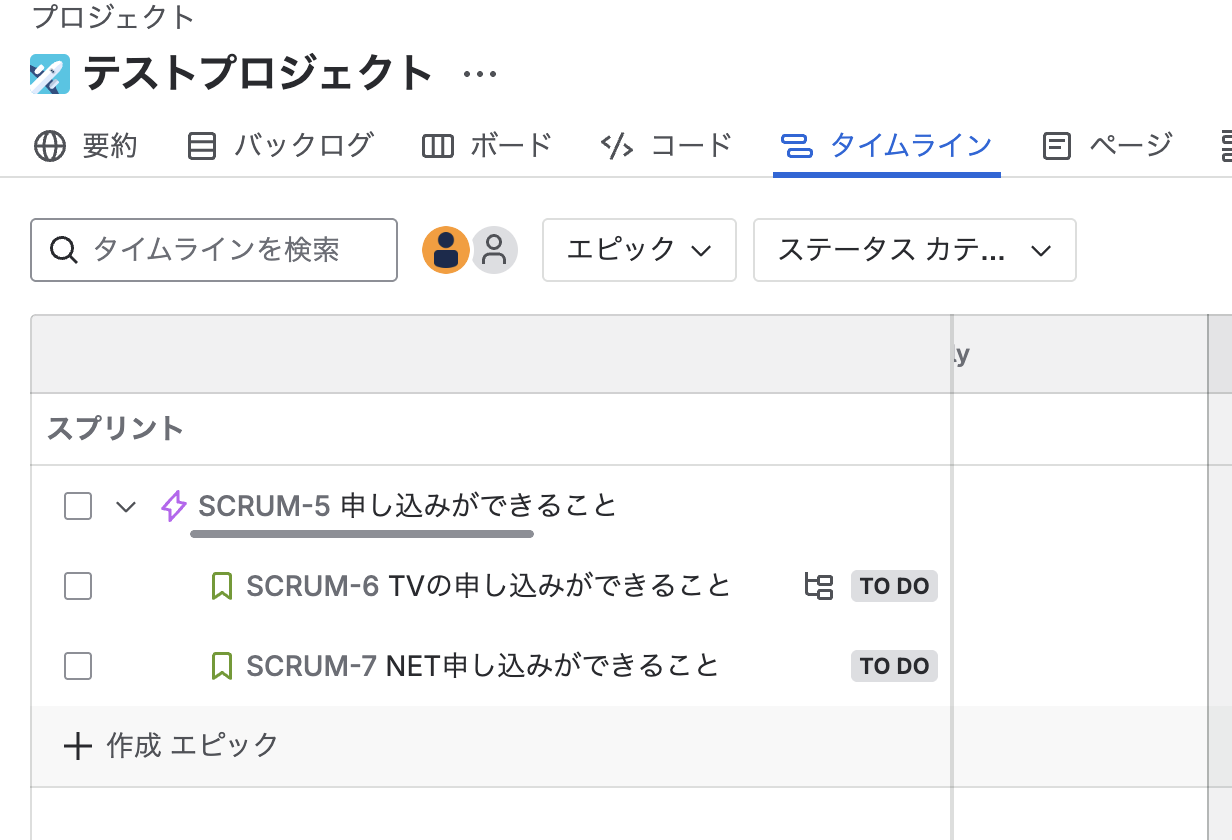 プロジェクト
テストプロジェクト
要約 バックログ ボード コード タイムライン ページ
タイムラインを検索 エピック ステータス カテ...
スプリント
SCRUM-5 申し込みができること
SCRUM-6 TVの申し込みができること TO DO
SCRUM-7 NET申し込みができること TO DO
作成 エピック